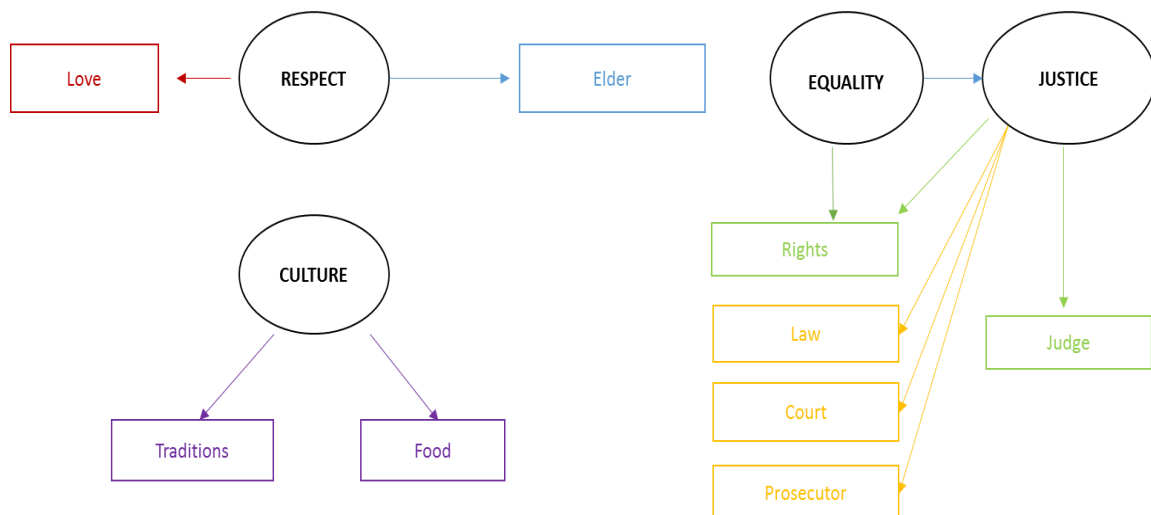 Love
RESPECT
Elder
EQUALITY
JUSTICE
Rights
CULTURE
Law
Judge
Court
Traditions
Food
Prosecutor